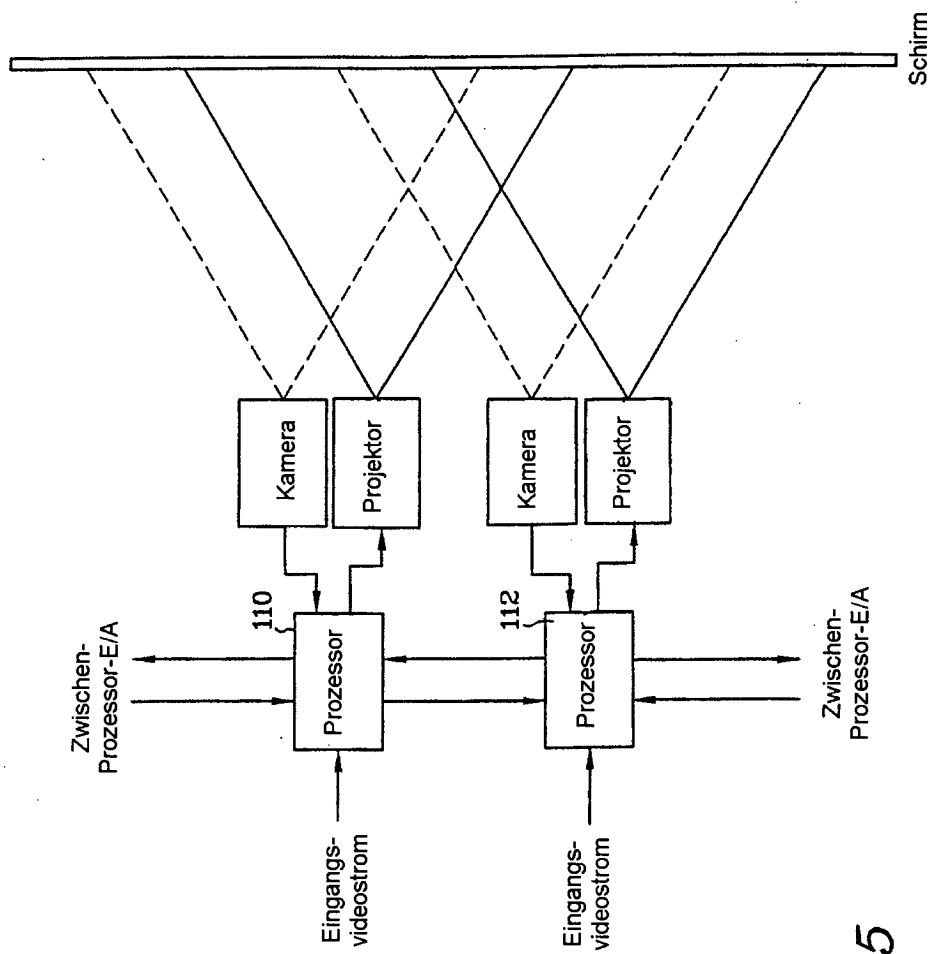 Zwischen-
Prozessor-E/A
Eingangs-
videostrom
110
Prozessor
Kamera
Projektor
Eingangs-
videostrom
112
Prozessor
Kamera
Projektor
Zwischen-
Prozessor-E/A
Schirm
5